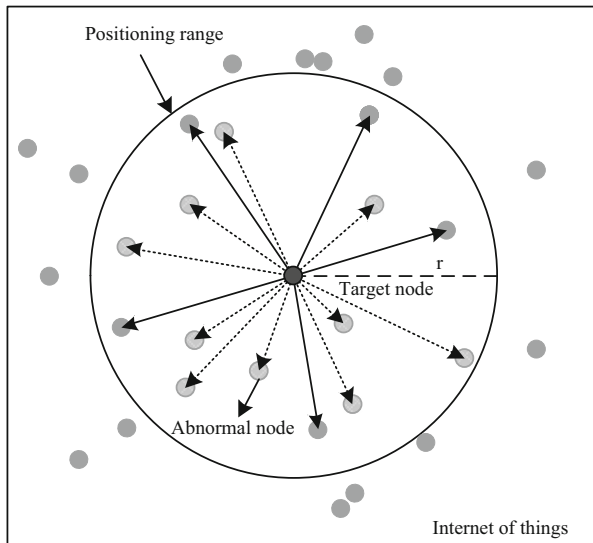 Positioning range
r
Target node
Abnormal node
Internet of things